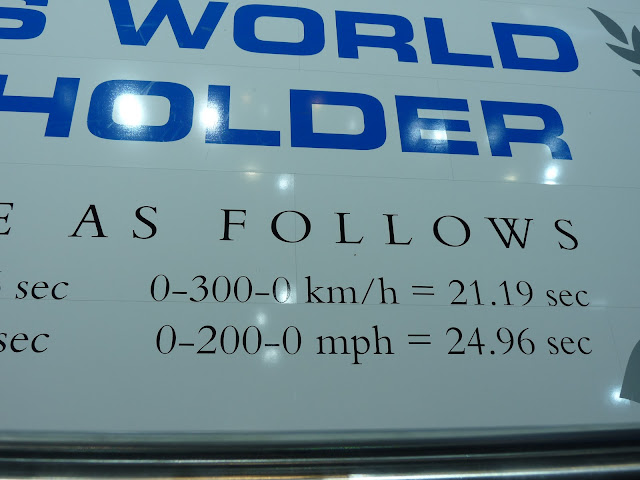 S WORLD
HOLDER
E AS FOLLOWS
sec 0-300-0 km/h = 21.19 sec
sec 0-200-0 mph = 24.96 sec